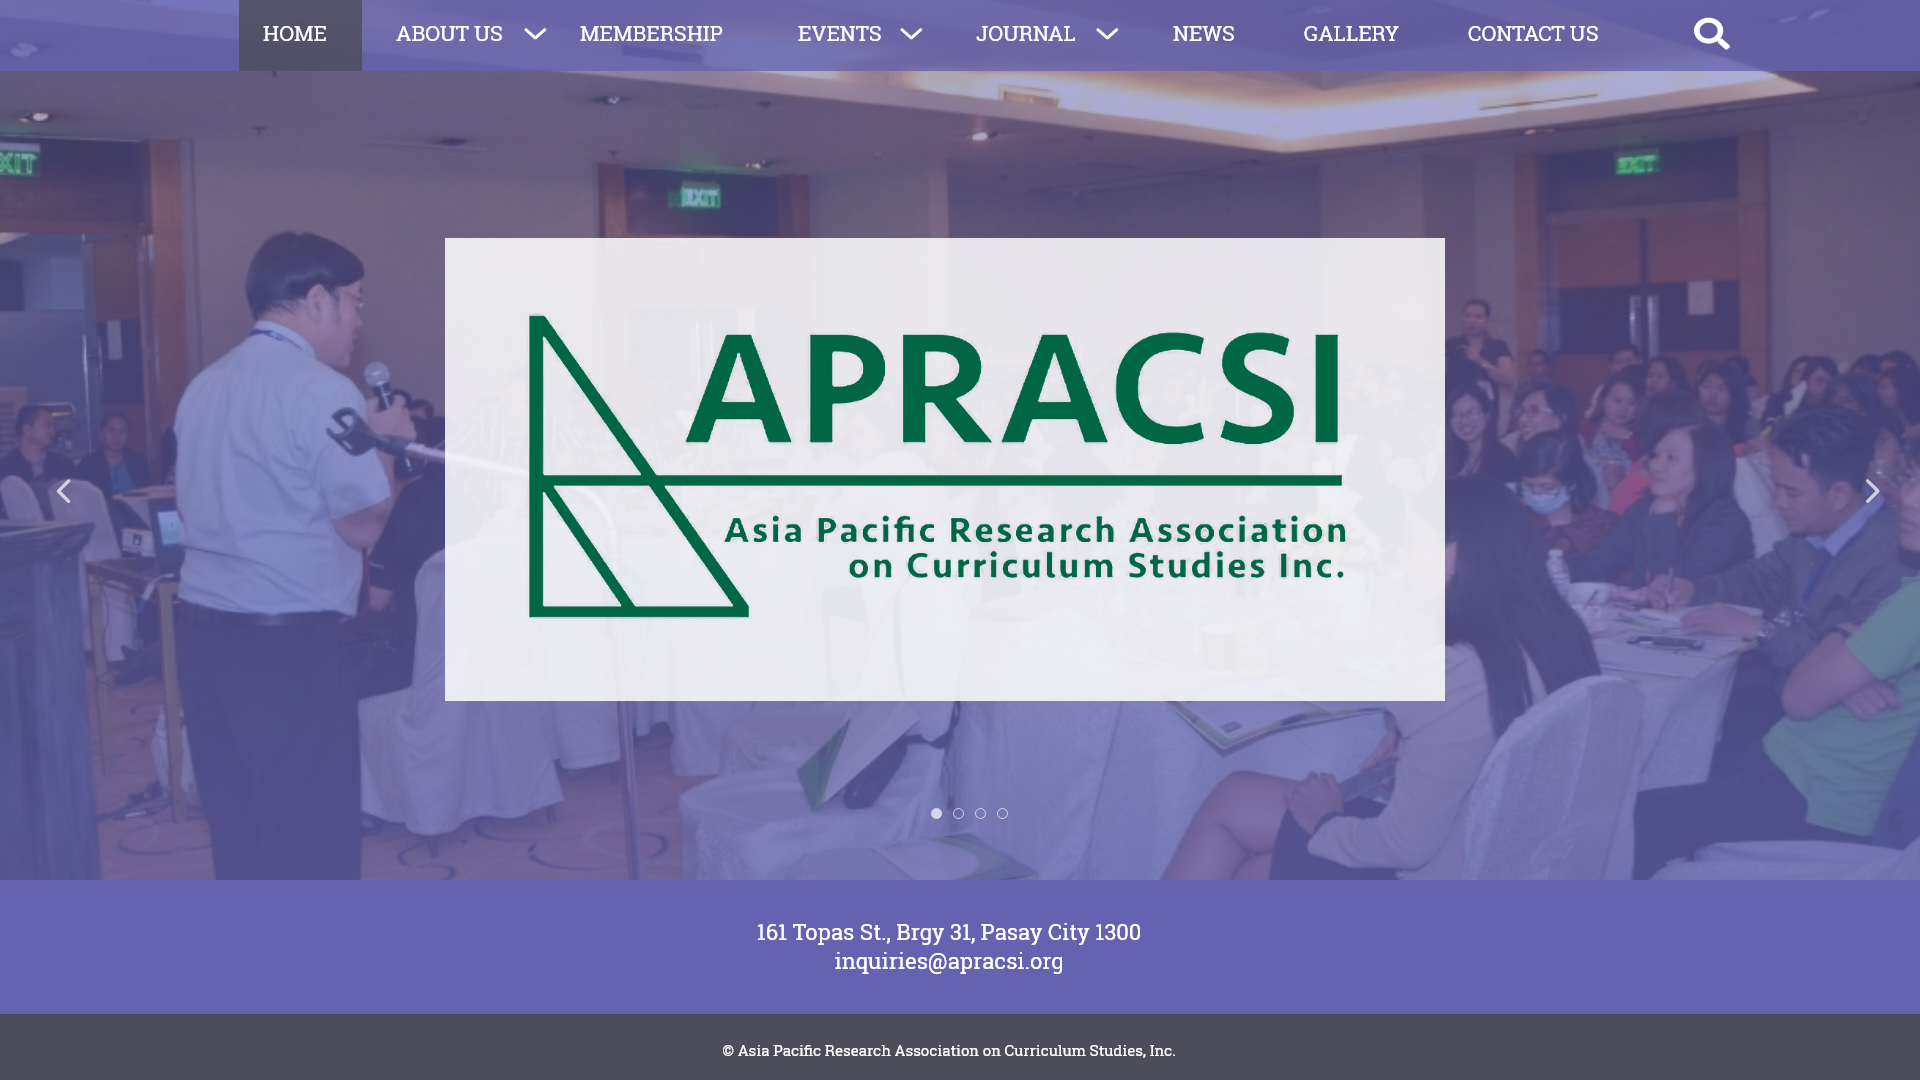 HOME ABOUT US MEMBERSHIP EVENTS JOURNAL NEWS GALLERY CONTACT US
EXIT
EXIT
EXIT
APRACSI
Asia Pacific Research Association
on Curriculum Studies Inc.
161 Topas St., Brgy 31, Pasay City 1300
inquiries@apracsi.org
© Asia Pacific Research Association on Curriculum Studies, Inc.